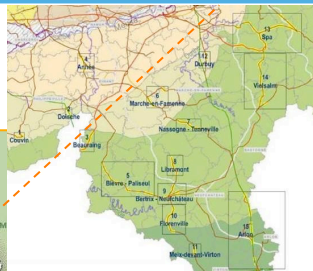 13
Spa
12
Durbuy
4
Anhée
14
Vielsalm
6
Marche-en-Famenne
2
Doische
7
Nassogne - Tenneville
1
Couvin
3
Beauraing
8
Libramont
5
Bièvre - Paliseul
9
Bertrix - Neufchâteau
10
Florenville
15
Arlon
11
Meix-devant-Virton